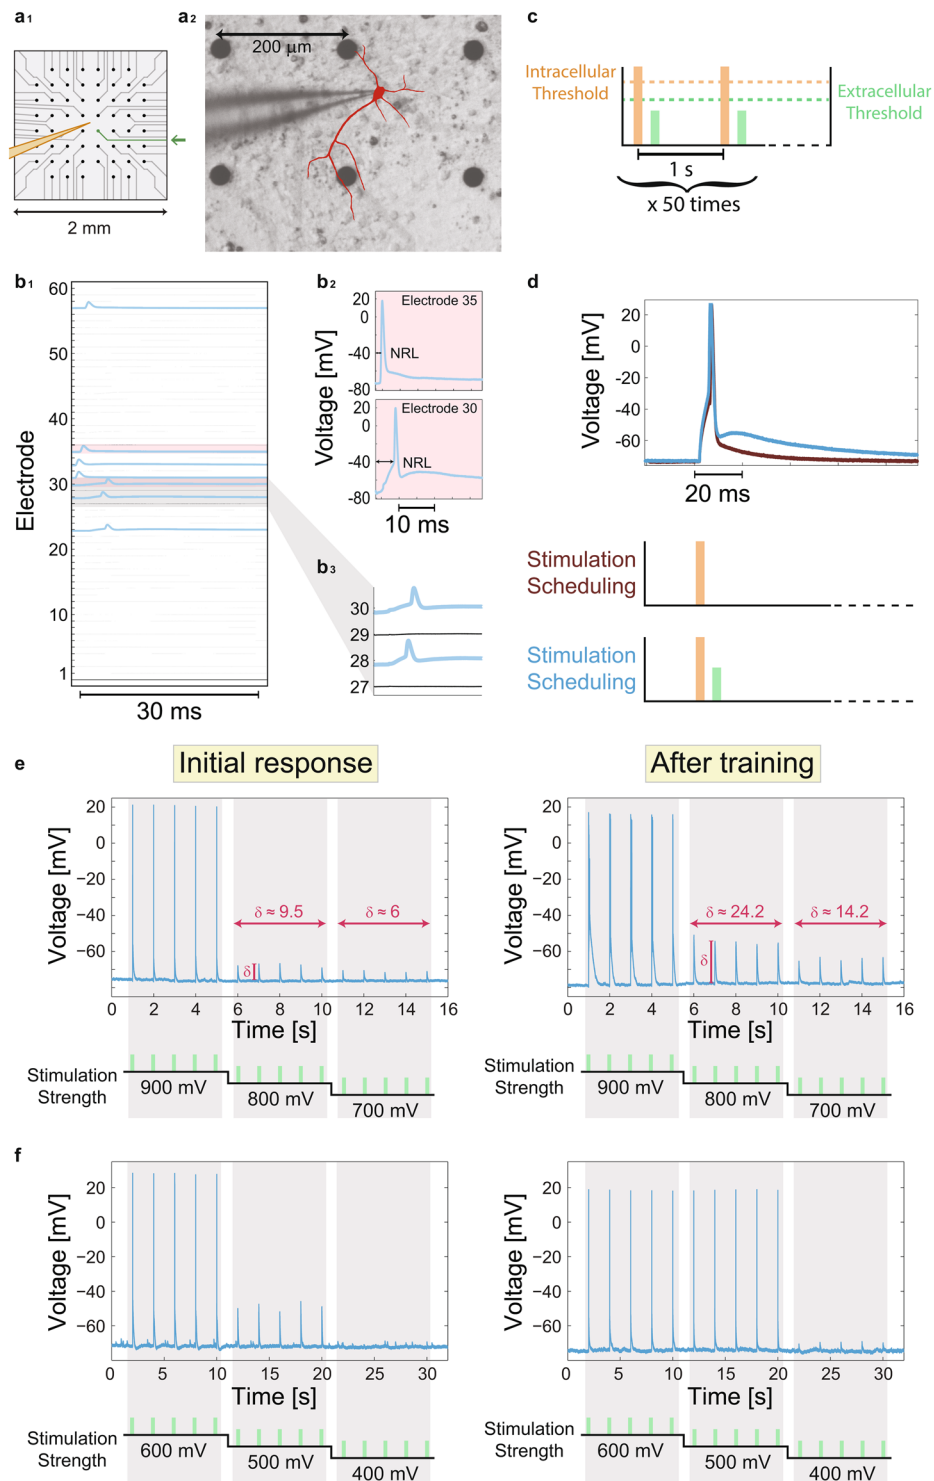 a1
2 mm
a2
200 μm
c
Intracellular
Threshold
Extracellular
Threshold
1 s
x 50 times
b1
60
50
40
30
20
10
1
Electrode
30 ms
b2
Electrode 35
20
0
-40
-80
NRL
Electrode 30
20
0
-40
-80
NRL
Voltage [mV]
10 ms
b3
30
29
28
27
d
20
0
-20
-40
-60
Voltage [mV]
20 ms
Stimulation
Scheduling
Stimulation
Scheduling
Initial response
After training
e
20
0
−20
−40
−60
Voltage [mV]
δ ≈ 9.5
δ ≈ 6
δ
0 2 4 6 8 10 12 14 16
Time [s]
Stimulation
Strength
900 mV
800 mV
700 mV
20
0
−20
−40
−60
Voltage [mV]
δ ≈ 24.2
δ ≈ 14.2
δ
0 2 4 6 8 10 12 14 16
Time [s]
Stimulation
Strength
900 mV
800 mV
700 mV
f
20
0
−20
−40
−60
Voltage [mV]
0 5 10 15 20 25 30
Time [s]
Stimulation
Strength
600 mV
500 mV
400 mV
20
0
−20
−40
−60
Voltage [mV]
0 5 10 15 20 25 30
Time [s]
Stimulation
Strength
600 mV
500 mV
400 mV